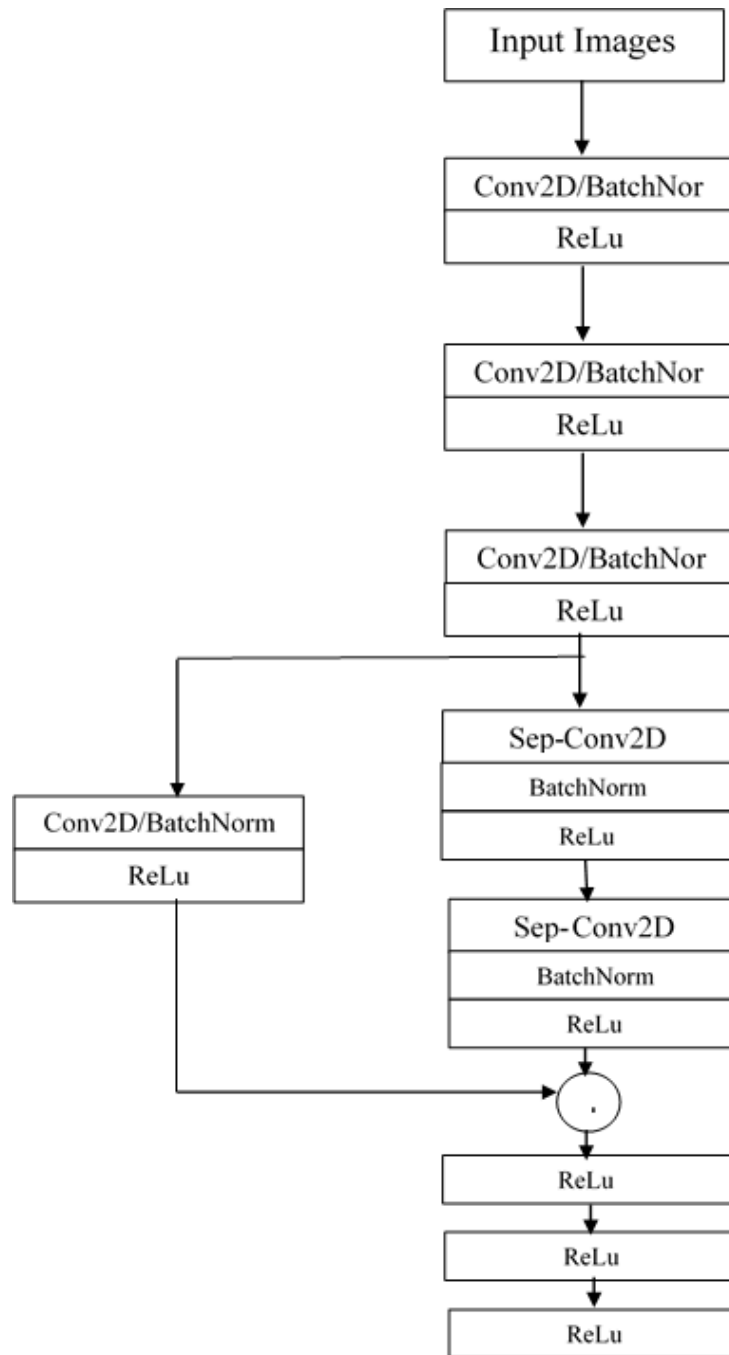 Input Images
Conv2D/BatchNor
ReLu
Conv2D/BatchNor
ReLu
Conv2D/BatchNor
ReLu
Sep-Conv2D
BatchNorm
ReLu
Conv2D/BatchNorm
ReLu
Sep-Conv2D
BatchNorm
ReLu
ReLu
ReLu
ReLu